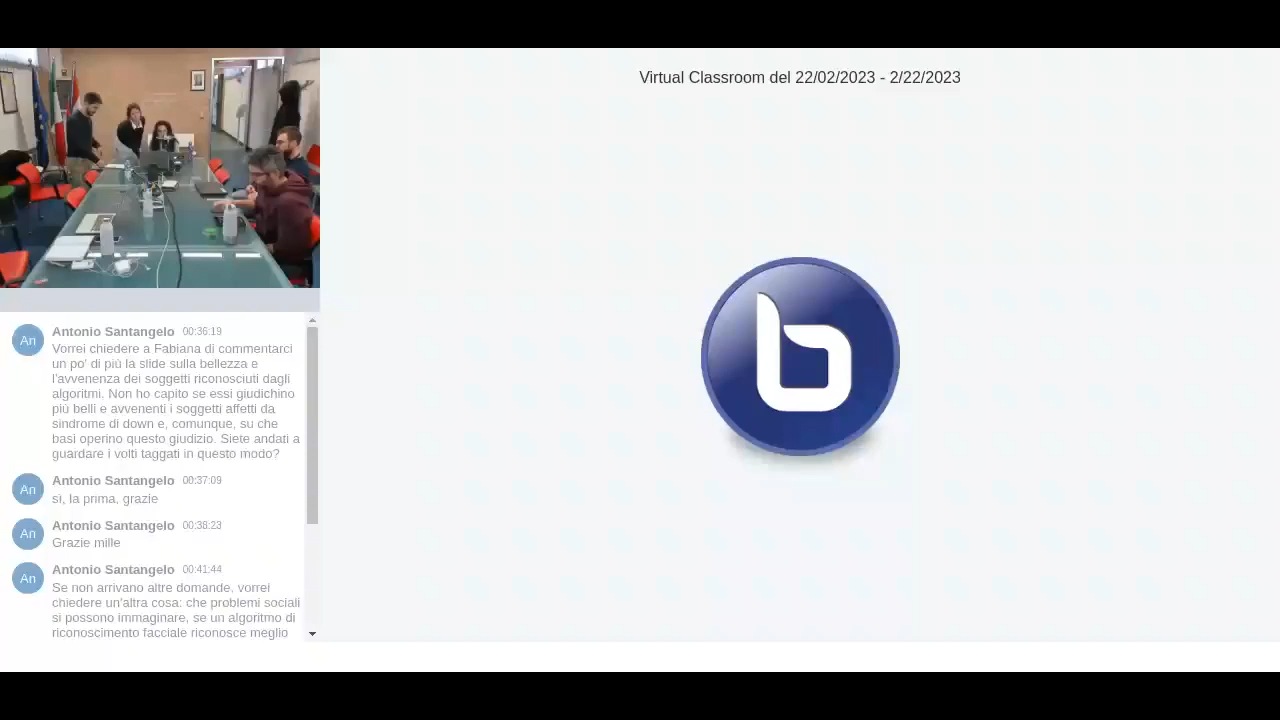 Virtual Classroom del 22/02/2023 - 2/22/2023
An
Antonio Santangelo 00:36:19
Vorrei chiedere a Fabiana di commentarci
un po' di più la slide sulla bellezza e
l'avvenenza dei soggetti riconosciuti dagli
algoritmi. Non ho capito se essi giudichino
più belli e avvenenti i soggetti affetti da
sindrome di down e, comunque, su che
basi operino questo giudizio. Siete andati a
guardare i volti taggati in questo modo?
An
Antonio Santangelo 00:37:09
sì, la prima, grazie
An
Antonio Santangelo 00:38:23
Grazie mille
An
Antonio Santangelo 00:41:44
Se non arrivano altre domande, vorrei
chiedere un'altra cosa: che problemi sociali
si possono immaginare, se un algoritmo di
riconoscimento facciale riconosce meglio